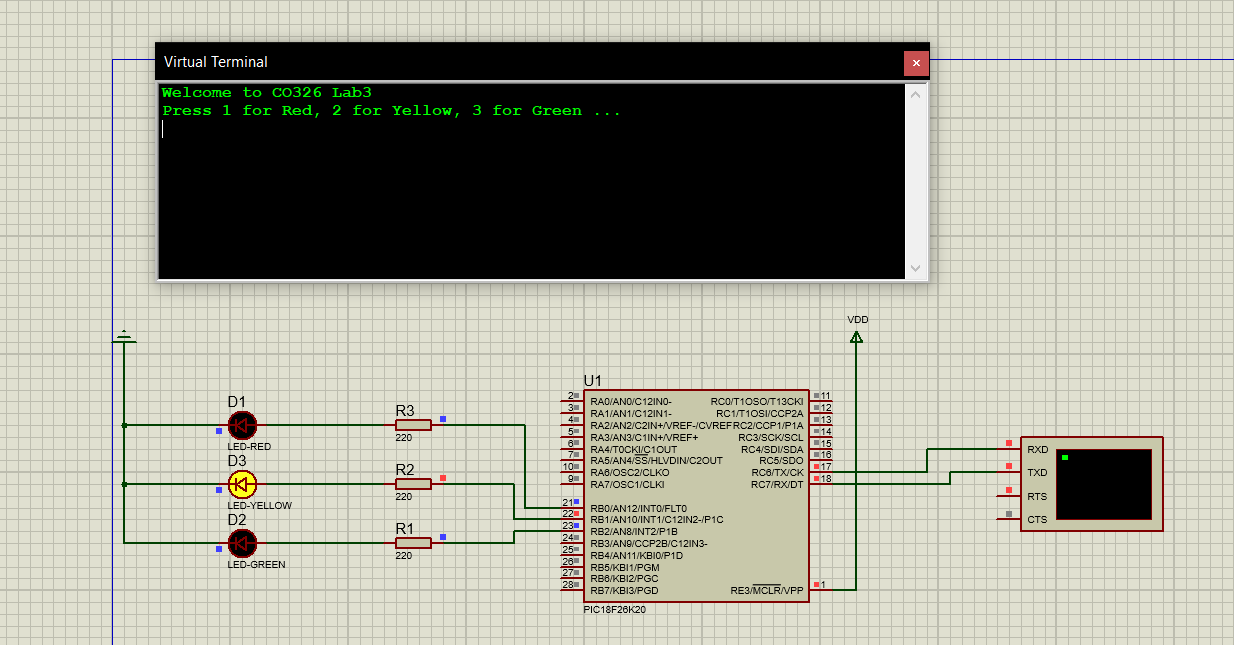 Virtual Terminal
Welcome to CO326 Lab3
Press 1 for Red, 2 for Yellow, 3 for Green ...
VDD
U1
D1
LED-RED
R3
220
D3
LED-YELLOW
R2
220
D2
LED-GREEN
R1
220
2 RA0/AN0/C12IN0- RC0/T1OSO/T13CKI 11
3 RA1/AN1/C12IN1- RC1/T1OSI/CCP2A 12
4 RA2/AN2/C2IN+/VREF-/CVREF RC2/CCP1/P1A 13
5 RA3/AN3/C1IN+/VREF+ RC3/SCK/SCL 14
6 RA4/T0CKI/C1OUT RC4/SDI/SDA 15
7 RA5/AN4/SS/HLVDIN/C2OUT RC5/SDO 16
10 RA6/OSC2/CLKO RC6/TX/CK 17
9 RA7/OSC1/CLKI RC7/RX/DT 18
21 RB0/AN12/INT0/FLT0
22 RB1/AN10/INT1/C12IN2-/P1C
23 RB2/AN8/INT2/P1B
24 RB3/AN9/CCP2B/C12IN3-
25 RB4/AN11/KBI0/P1D
26 RB5/KBI1/PGM
27 RB6/KBI2/PGC
28 RB7/KBI3/PGD RE3/MCLR/VPP 1
PIC18F26K20
RXD
TXD
RTS
CTS